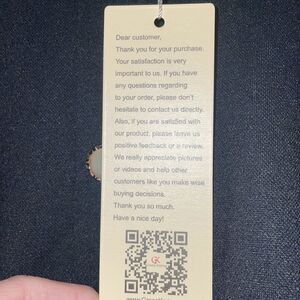 Dear customer,
Thank you for your purchase.
Your satisfaction is very
important to us. If you have
any questions regarding
to your order, please don't
hesitate to contact us directly.
Also, if you are satisfied with
our product, please leave us
positive feedback or a review.
We really appreciate pictures
or videos and help other
customers like you make wise
buying decisions.
Thank you so much.
Have a nice day!
GK